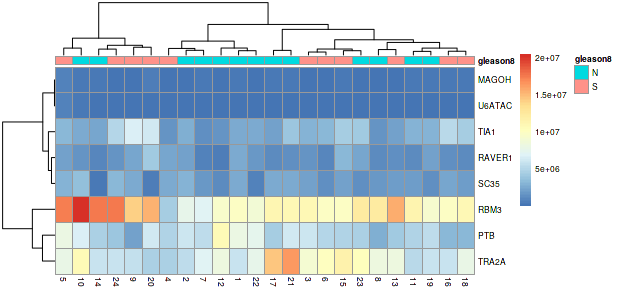 gleason8
MAGOH
U6ATAC
TIA1
RAVER1
SC35
RBM3
PTB
TRA2A
5 10 14 24 9 20 4 2 7 12 1 22 17 21 3 6 15 23 8 13 11 19 16 18
2e+07
1.5e+07
1e+07
5e+06
gleason8
N
S